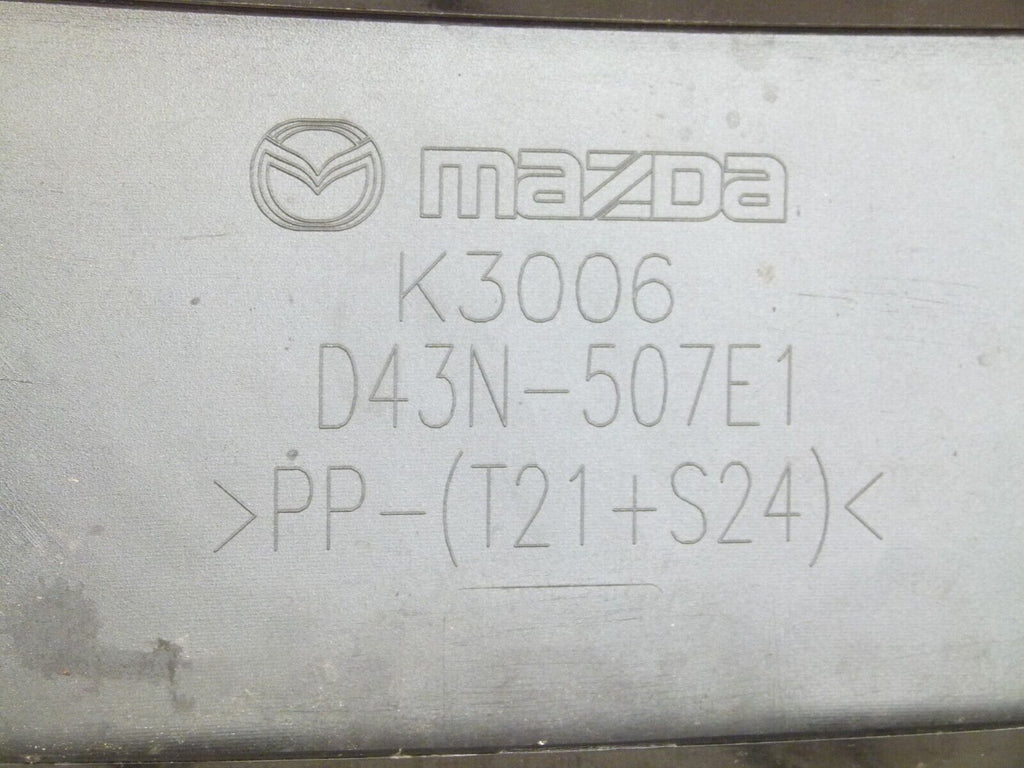 mazda
K3006
D43N-507E1
>PP-(T21+S24)<